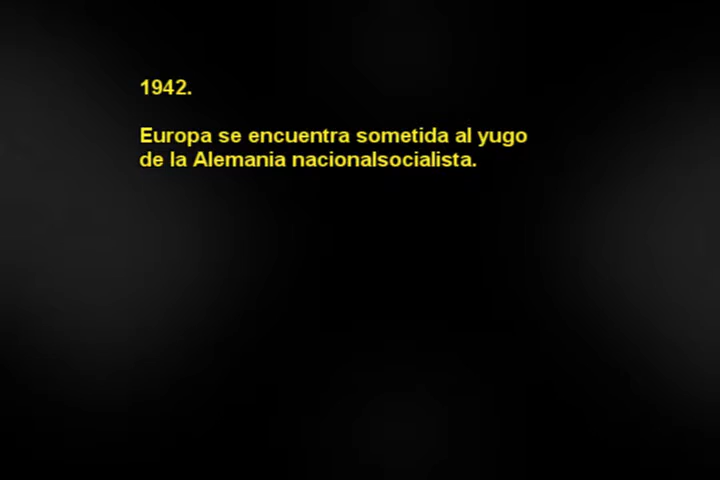 1942.
Europa se encuentra sometida al yugo
de la Alemania nacionalsocialista.